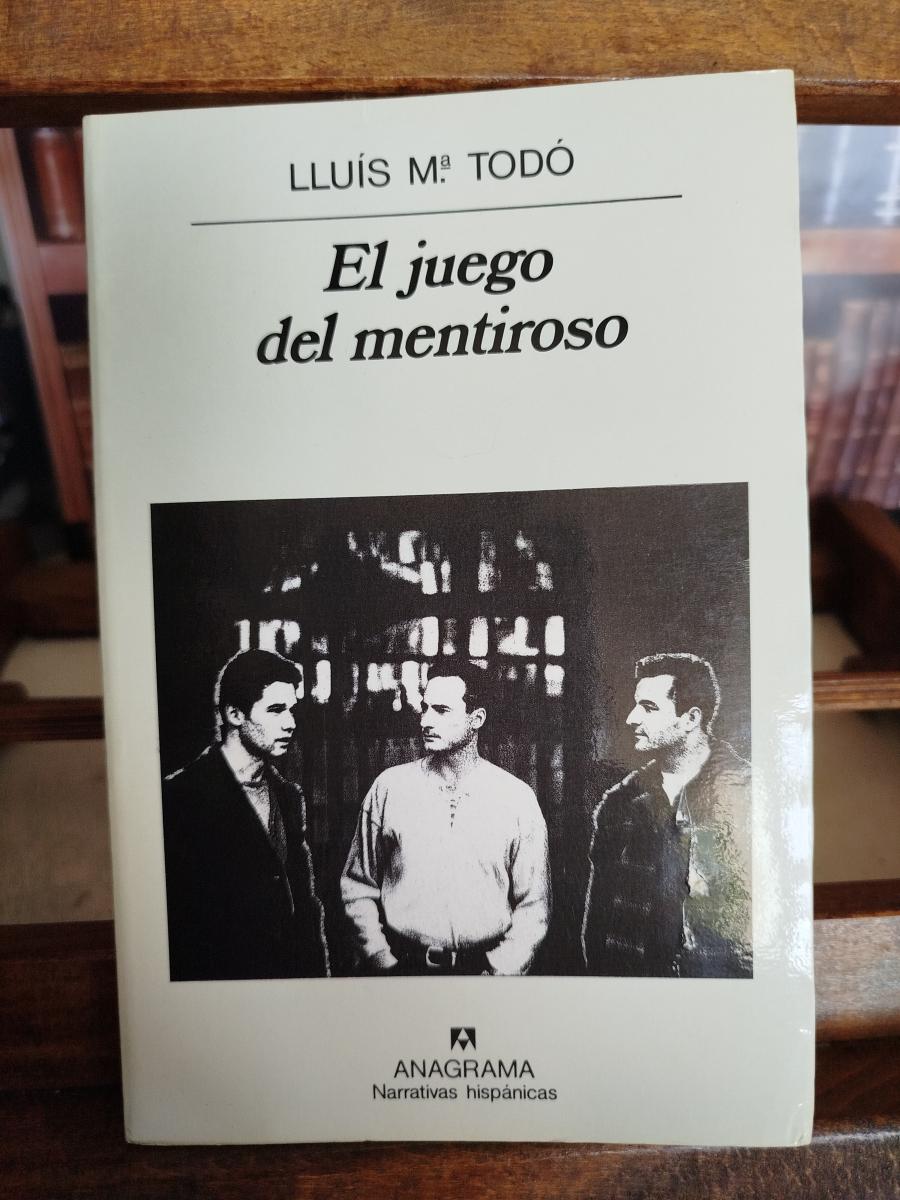 LLUÍS Mª TODÓ
El juego
del mentiroso
ANAGRAMA
Narrativas hispánicas